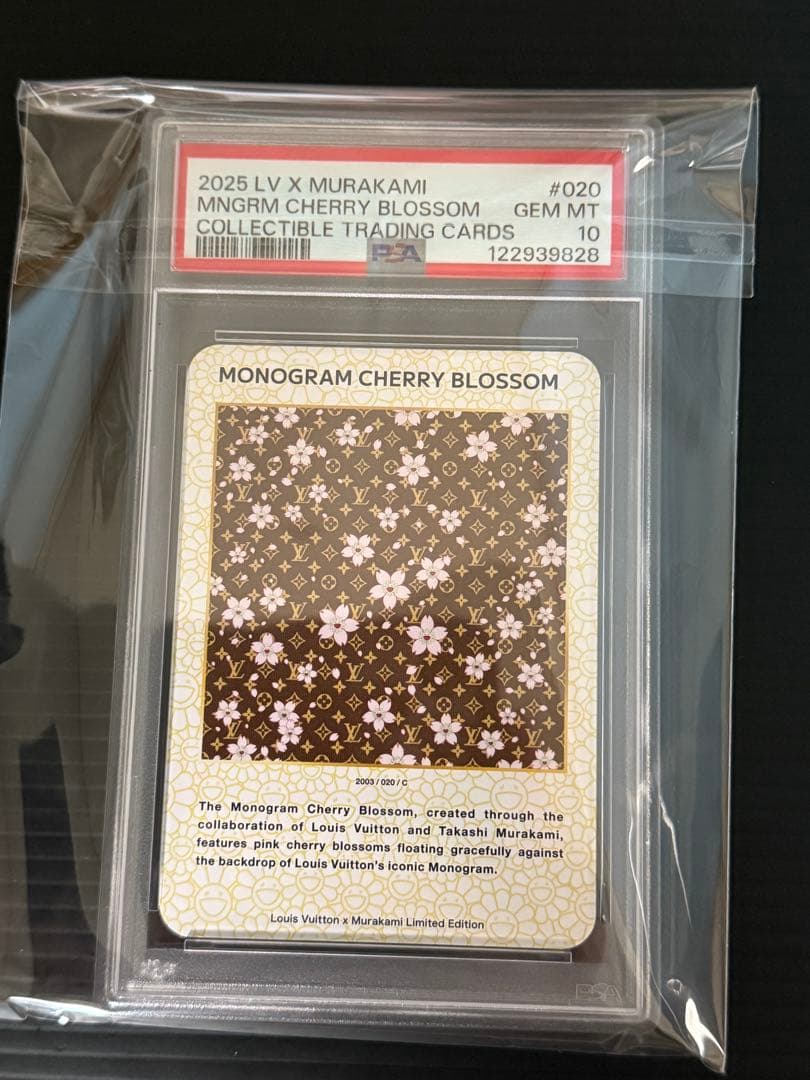 2025 LV X MURAKAMI #020
MNGRM CHERRY BLOSSOM GEM MT
COLLECTIBLE TRADING CARDS 10
PSA 122939828
MONOGRAM CHERRY BLOSSOM
2003 / 020 / C
The Monogram Cherry Blossom, created through the
collaboration of Louis Vuitton and Takashi Murakami,
features pink cherry blossoms floating gracefully against
the backdrop of Louis Vuitton's iconic Monogram.
Louis Vuitton x Murakami Limited Edition
PSA